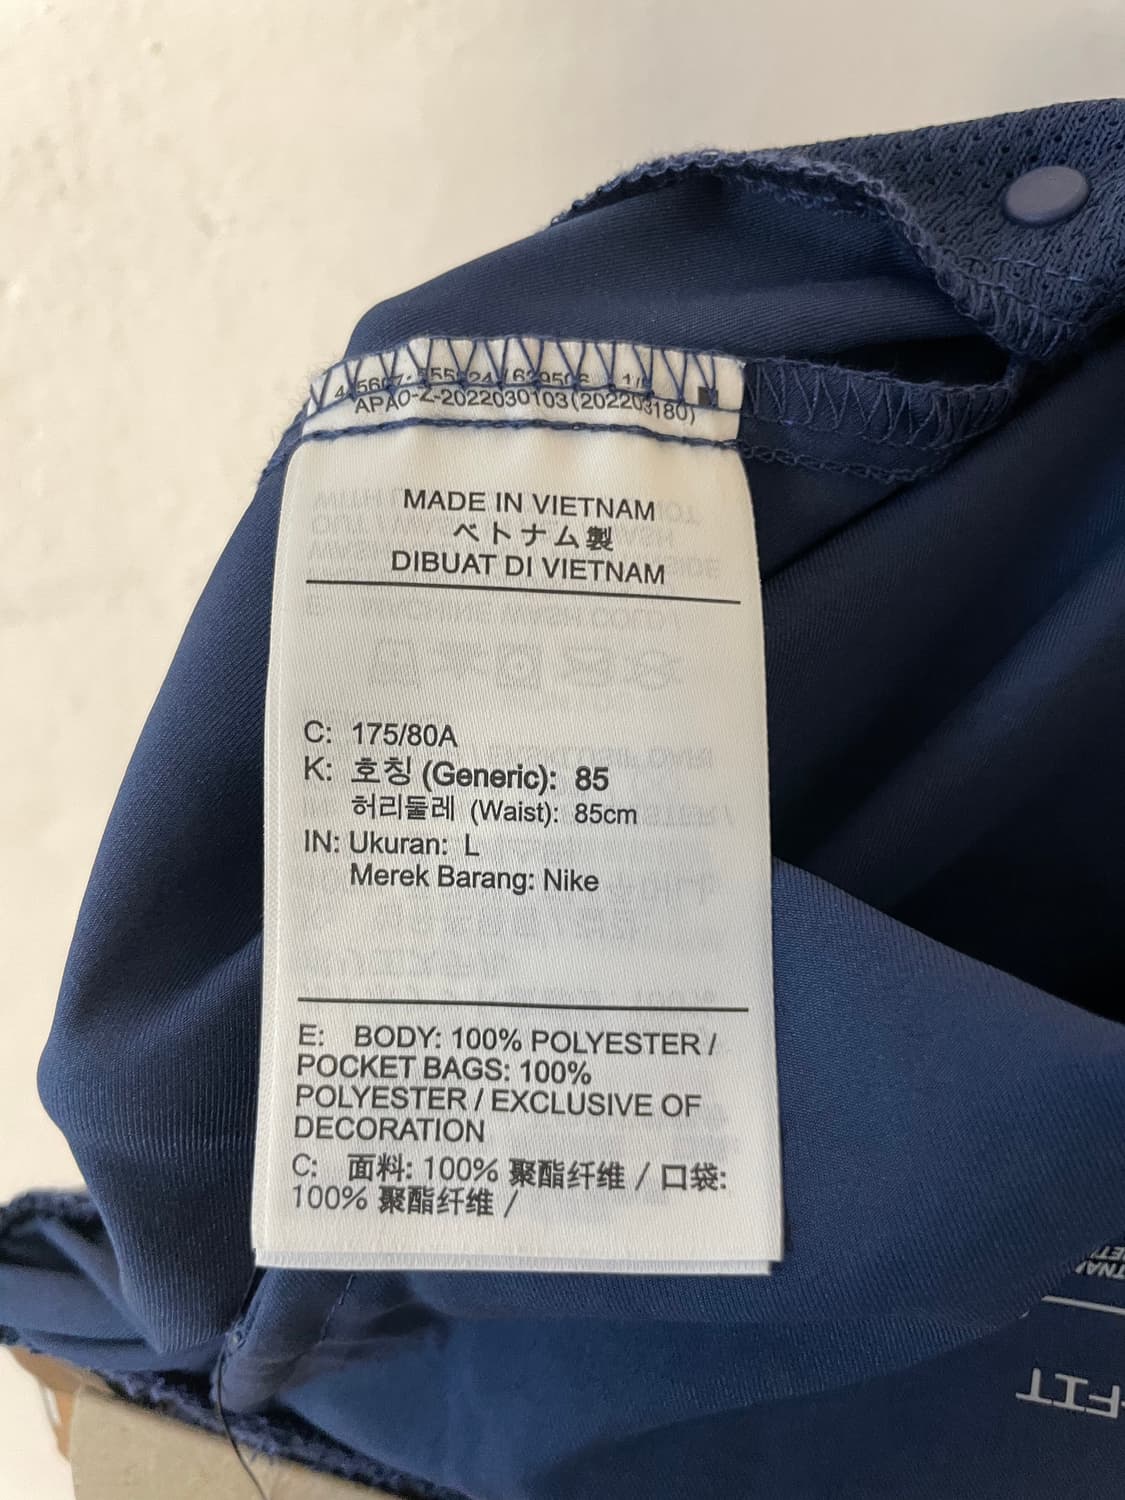 APA0-Z-2022030103(202203180)
MADE IN VIETNAM
ベトナム製
DIBUAT DI VIETNAM
C: 175/80A
K: 호칭 (Generic): 85
허리둘레 (Waist): 85cm
IN: Ukuran: L
Merek Barang: Nike
E: BODY: 100% POLYESTER /
POCKET BAGS: 100%
POLYESTER / EXCLUSIVE OF
DECORATION
C: 面料: 100% 聚酯纤维 / 口袋:
100% 聚酯纤维 /
-FIT